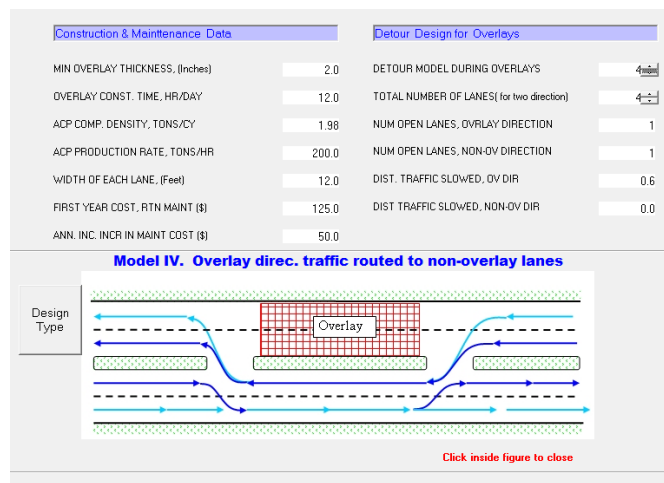 Construction & Mainttenance Data
Detour Design for Overlays
MIN OVERLAY THICKNESS, (Inches) 2.0
DETOUR MODEL DURING OVERLAYS 4
OVERLAY CONST. TIME, HR/DAY 12.0
TOTAL NUMBER OF LANES( for two direction) 4
ACP COMP. DENSITY, TONS/CY 1.98
NUM OPEN LANES, OVRLAY DIRECTION 1
ACP PRODUCTION RATE, TONS/HR 200.0
NUM OPEN LANES, NON-OV DIRECTION 1
WIDTH OF EACH LANE, (Feet) 12.0
DIST. TRAFFIC SLOWED, OV DIR 0.6
FIRST YEAR COST, RTN MAINT ($) 125.0
DIST TRAFFIC SLOWED, NON-OV DIR 0.0
ANN. INC. INCR IN MAINT COST ($) 50.0
Model IV. Overlay direc. traffic routed to non-overlay lanes
Design
Type
Overlay
Click inside figure to close